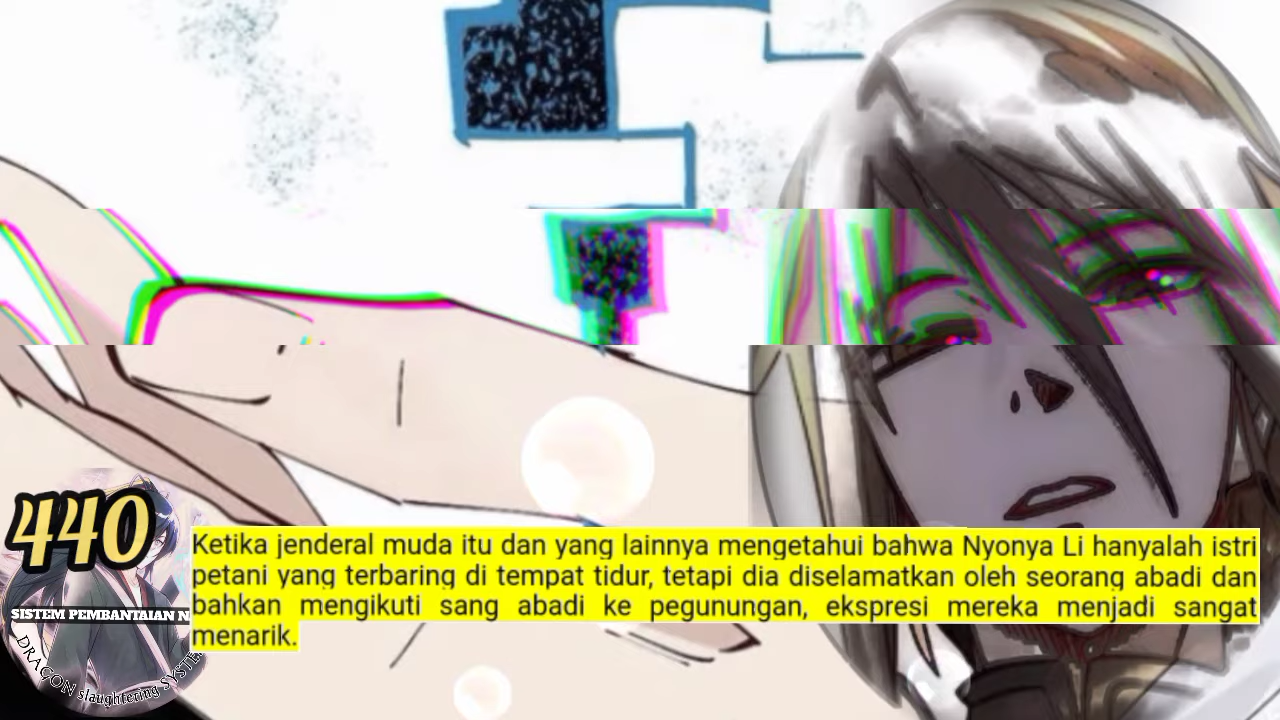 440
SISTEM PEMBANTAIAN N
DRAGON slaughtering SYSTE
Ketika jenderal muda itu dan yang lainnya mengetahui bahwa Nyonya Li hanyalah istri
petani yang terbaring di tempat tidur, tetapi dia diselamatkan oleh seorang abadi dan
bahkan mengikuti sang abadi ke pegunungan, ekspresi mereka menjadi sangat
menarik.